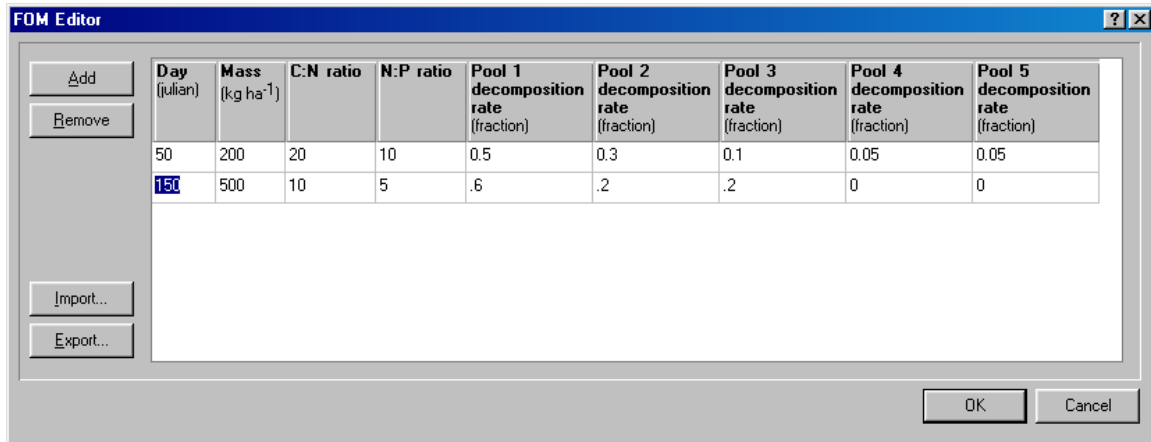 FOM Editor
Add
Remove
Import...
Export...
Day (julian) Mass (kg ha-1) C:N ratio N:P ratio Pool 1 decomposition rate (fraction) Pool 2 decomposition rate (fraction) Pool 3 decomposition rate (fraction) Pool 4 decomposition rate (fraction) Pool 5 decomposition rate (fraction)
50 200 20 10 0.5 0.3 0.1 0.05 0.05
150 500 10 5 .6 .2 .2 0 0
OK Cancel